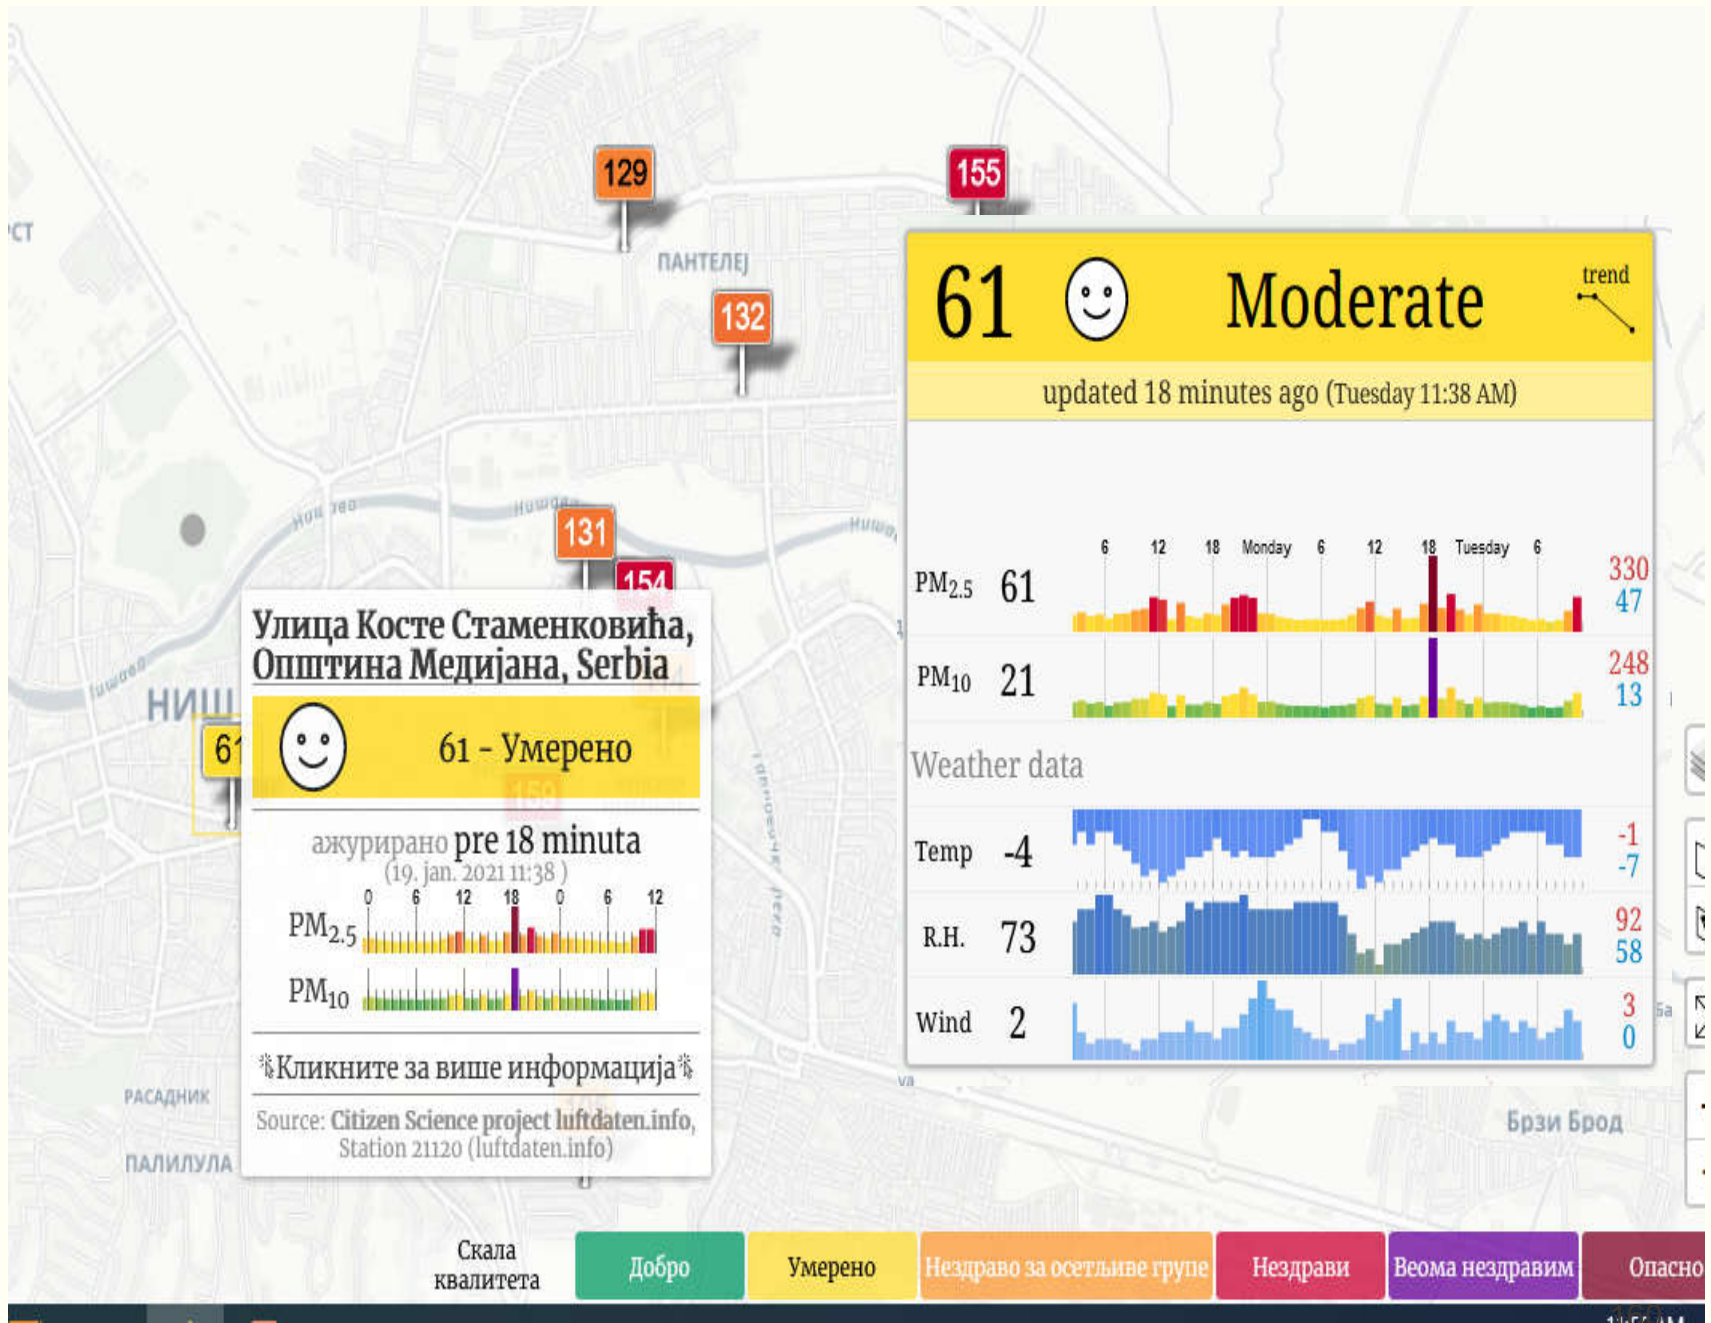 129
155
ПАНТЕЛЕЈ
132
61
Moderate
trend
updated 18 minutes ago (Tuesday 11:38 AM)
6 12 18 Monday 6 12 18 Tuesday 6
PM2.5 61
330
47
PM10 21
248
13
Weather data
Temp -4
-1
-7
R.H. 73
92
58
Wind 2
3
0
Нишава
131
154
НИШ
61
Улица Косте Стаменковића,
Општина Медијана, Serbia
61 - Умерено
159
ажурирано pre 18 minuta
(19. jan. 2021 11:38 )
0 6 12 18 0 6 12
PM2.5
PM10
Кликните за више информација
Source: Citizen Science project luftdaten.info,
Station 21120 (luftdaten.info)
РАСАДНИК
ПАЛИЛУЛА
Брзи Брод
Скала
квалитета
Добро
Умерено
Нездраво за осетљиве групе
Нездрави
Веома нездравим
Опасно